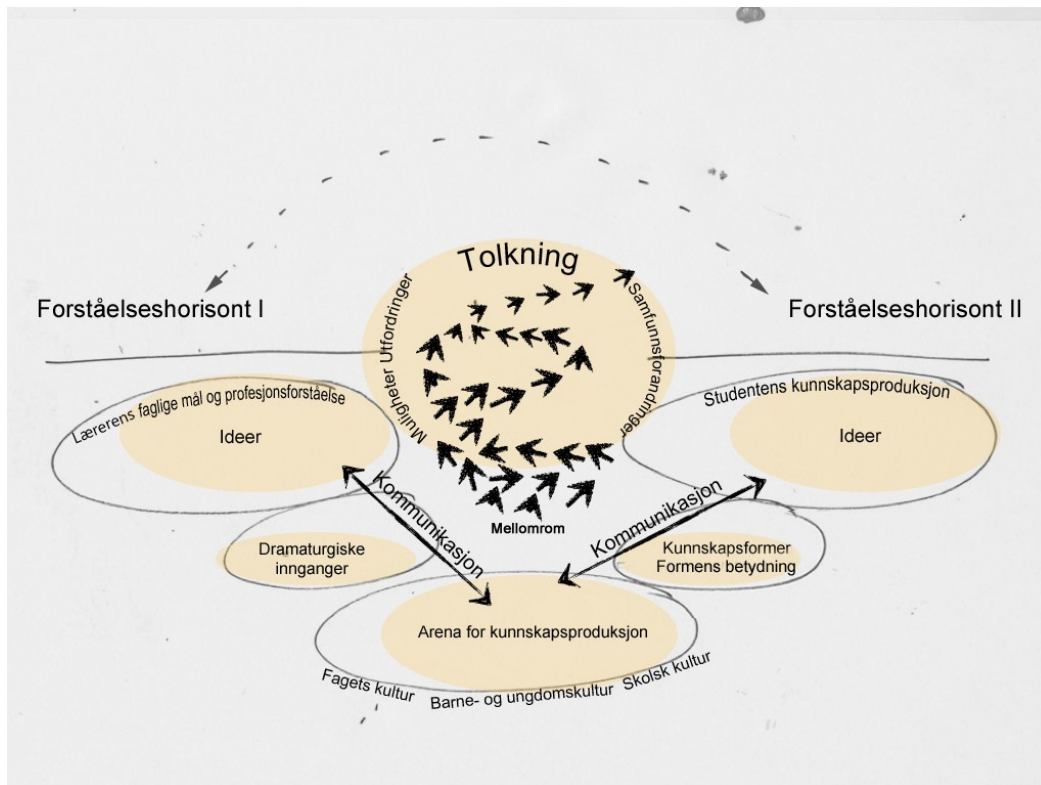 Tolkning
Muligheter Utfordringer
Samfunnsforandringer
Forståelseshorisont I
Forståelseshorisont II
Lærerens faglige mål og profesjonsforståelse
Ideer
Studentens kunnskapsproduksjon
Ideer
Kommunikasjon
Kommunikasjon
Mellomrom
Dramaturgiske
innganger
Kunnskapsformer
Formens betydning
Arena for kunnskapsproduksjon
Fagets kultur
Barne- og ungdomskultur
Skolsk kultur